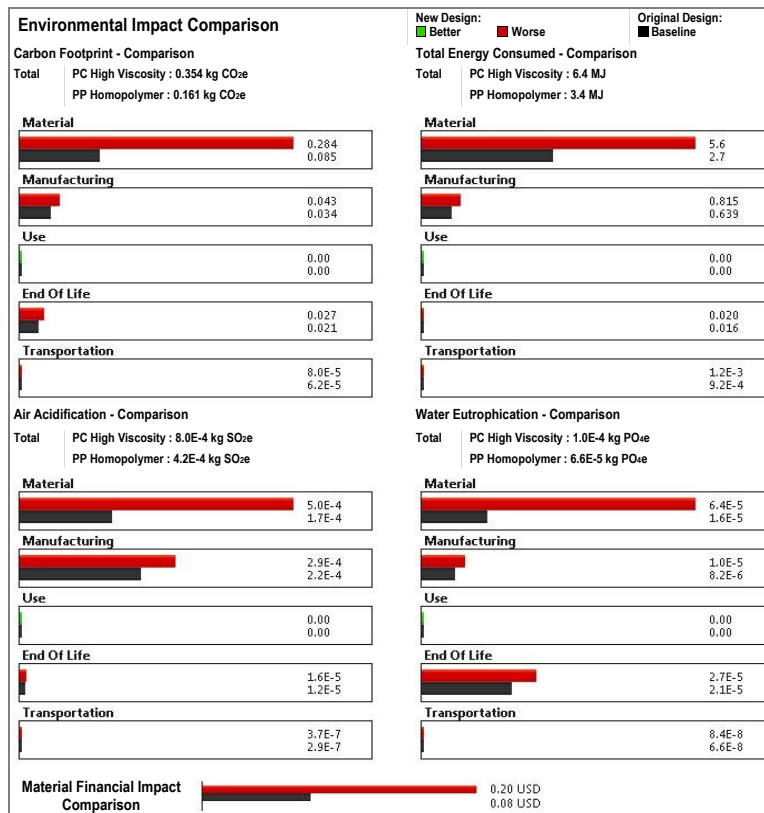 Environmental Impact Comparison
New Design:
Better Worse
Original Design:
Baseline
Carbon Footprint - Comparison
Total PC High Viscosity : 0.354 kg CO2e
PP Homopolymer : 0.161 kg CO2e
Material
0.284
0.085
Manufacturing
0.043
0.034
Use
0.00
0.00
End Of Life
0.027
0.021
Transportation
8.0E-5
6.2E-5
Total Energy Consumed - Comparison
Total PC High Viscosity : 6.4 MJ
PP Homopolymer : 3.4 MJ
Material
5.6
2.7
Manufacturing
0.815
0.639
Use
0.00
0.00
End Of Life
0.020
0.016
Transportation
1.2E-3
9.2E-4
Air Acidification - Comparison
Total PC High Viscosity : 8.0E-4 kg SO2e
PP Homopolymer : 4.2E-4 kg SO2e
Material
5.0E-4
1.7E-4
Manufacturing
2.9E-4
2.2E-4
Use
0.00
0.00
End Of Life
1.6E-5
1.2E-5
Transportation
3.7E-7
2.9E-7
Water Eutrophication - Comparison
Total PC High Viscosity : 1.0E-4 kg PO4e
PP Homopolymer : 6.6E-5 kg PO4e
Material
6.4E-5
1.6E-5
Manufacturing
1.0E-5
8.2E-6
Use
0.00
0.00
End Of Life
2.7E-5
2.1E-5
Transportation
8.4E-8
6.6E-8
Material Financial Impact
Comparison
0.20 USD
0.08 USD